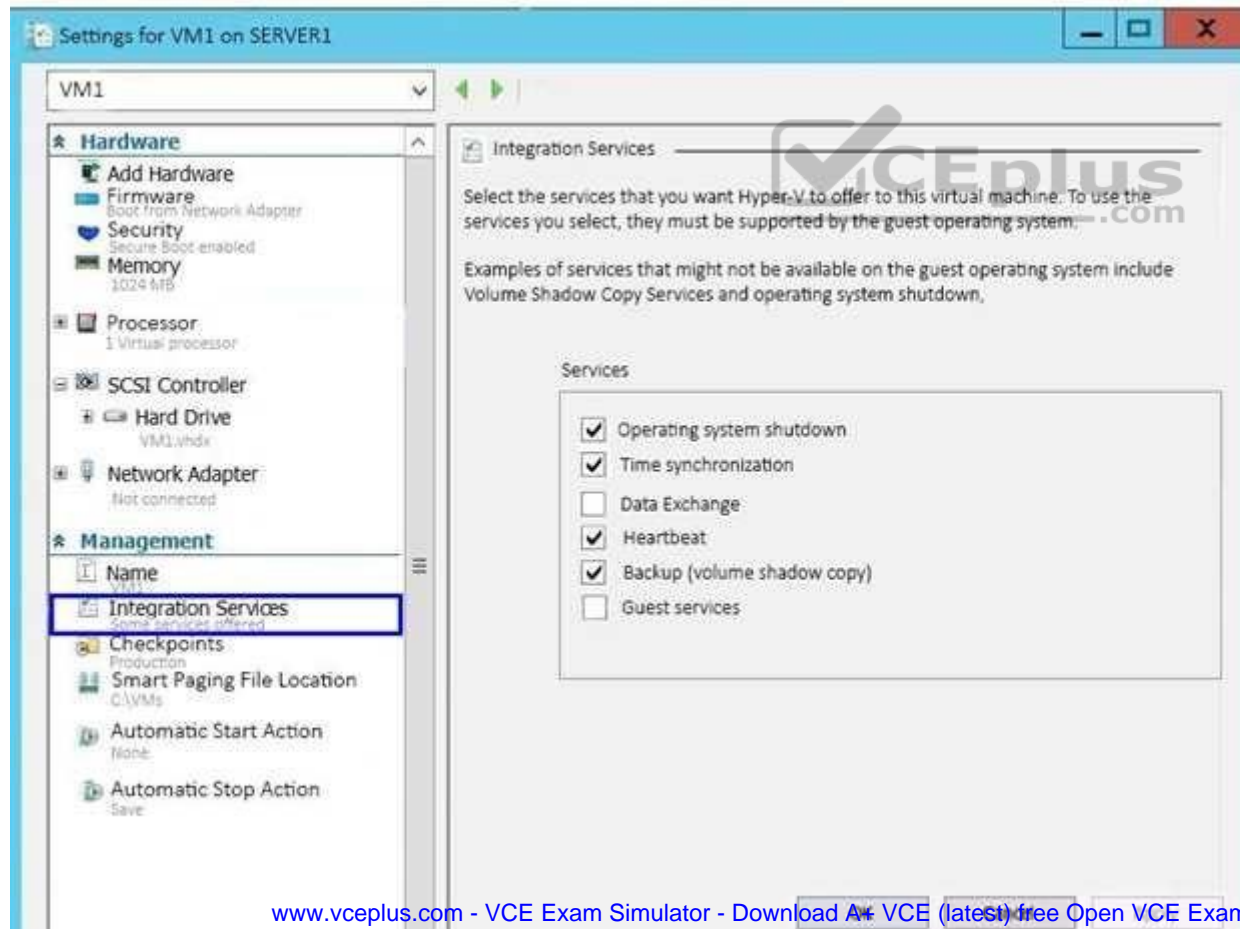 Settings for VM1 on SERVER1
X
VM1
Hardware
Add Hardware
Firmware
Boot from Network Adapter
Security
Secure Boot enabled
Memory
1024 MB
Processor
1 Virtual processor
SCSI Controller
Hard Drive
VM1.vhdx
Network Adapter
Not connected
Management
Name
VM1
Integration Services
Some services offered
Checkpoints
Production
Smart Paging File Location
C:\VMs
Automatic Start Action
None
Automatic Stop Action
Save
Integration Services
VCEplus
.com
Select the services that you want Hyper-V to offer to this virtual machine. To use the
services you select, they must be supported by the guest operating system.
Examples of services that might not be available on the guest operating system include
Volume Shadow Copy Services and operating system shutdown,
Services
Operating system shutdown
Time synchronization
Data Exchange
Heartbeat
Backup (volume shadow copy)
Guest services
www.vceplus.com - VCE Exam Simulator - Download A+ VCE (latest) free Open VCE Exam